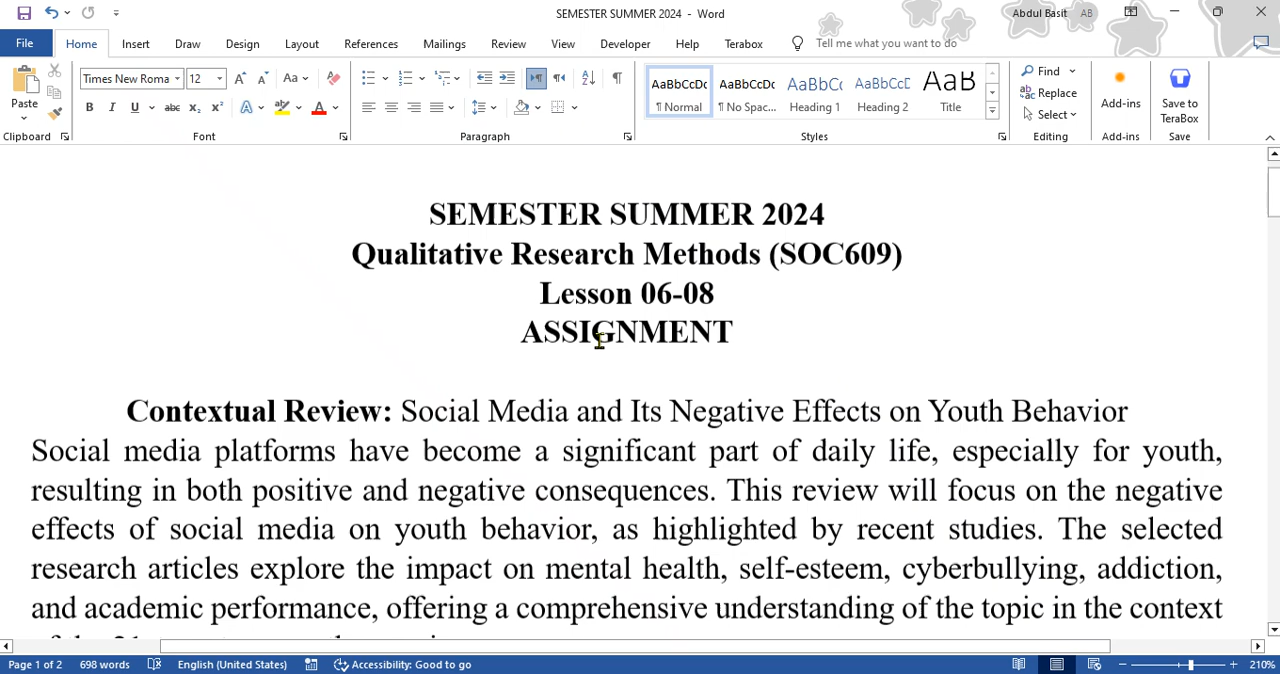 SEMESTER SUMMER 2024 - Word
Abdul Basit AB
File Home Insert Draw Design Layout References Mailings Review View Developer Help Terabox Tell me what you want to do
Times New Roma 12 Aa
AaBbCcDc AaBbCcDc AaBbCc AaBbCcC AaB
Find
Paste
Replace
Add-ins
Save to
TeraBox
B I U abc x₂ x² A A
¶ Normal ¶ No Spac... Heading 1 Heading 2 Title
Select
Clipboard Font Paragraph Styles Editing Add-ins Save
SEMESTER SUMMER 2024
Qualitative Research Methods (SOC609)
Lesson 06-08
ASSIGNMENT
Contextual Review: Social Media and Its Negative Effects on Youth Behavior
Social media platforms have become a significant part of daily life, especially for youth,
resulting in both positive and negative consequences. This review will focus on the negative
effects of social media on youth behavior, as highlighted by recent studies. The selected
research articles explore the impact on mental health, self-esteem, cyberbullying, addiction,
and academic performance, offering a comprehensive understanding of the topic in the context
Page 1 of 2 698 words English (United States) Accessibility: Good to go 210%